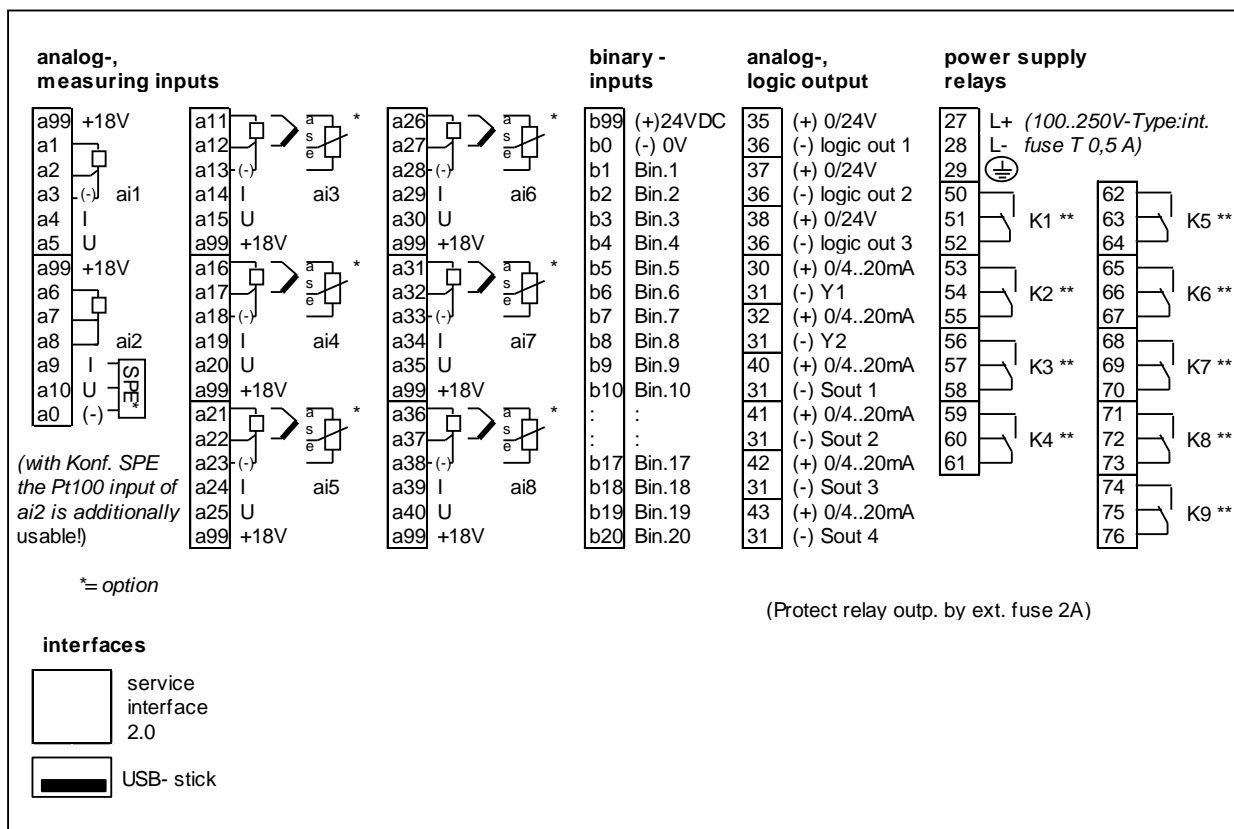 analog-,
measuring inputs
a99 +18V
a1
a2
a3 (-) ai1
a4 I
a5 U
a99 +18V
a6
a7
a8 ai2
a9 I
a10 U
a0 (-)
SPE*
(with Konf. SPE
the Pt100 input of
ai2 is additionally
usable!)
*= option
a11 a *
a12 s
a13 (-) e
a14 I ai3
a15 U
a99 +18V
a16 a *
a17 s
a18 (-) e
a19 I ai4
a20 U
a99 +18V
a21 a *
a22 s
a23 (-) e
a24 I ai5
a25 U
a99 +18V
a26 a *
a27 s
a28 (-) e
a29 I ai6
a30 U
a99 +18V
a31 a *
a32 s
a33 (-) e
a34 I ai7
a35 U
a99 +18V
a36 a *
a37 s
a38 (-) e
a39 I ai8
a40 U
a99 +18V
binary -
inputs
b99 (+)24VDC
b0 (-) 0V
b1 Bin.1
b2 Bin.2
b3 Bin.3
b4 Bin.4
b5 Bin.5
b6 Bin.6
b7 Bin.7
b8 Bin.8
b9 Bin.9
b10 Bin.10
: :
: :
b17 Bin.17
b18 Bin.18
b19 Bin.19
b20 Bin.20
analog-,
logic output
35 (+) 0/24V
36 (-) logic out 1
37 (+) 0/24V
36 (-) logic out 2
38 (+) 0/24V
36 (-) logic out 3
30 (+) 0/4..20mA
31 (-) Y1
32 (+) 0/4..20mA
31 (-) Y2
40 (+) 0/4..20mA
31 (-) Sout 1
41 (+) 0/4..20mA
31 (-) Sout 2
42 (+) 0/4..20mA
31 (-) Sout 3
43 (+) 0/4..20mA
31 (-) Sout 4
power supply
relays
27 L+ (100..250V-Type:int.
28 L- fuse T 0,5 A)
29
50
51 K1 **
52
53
54 K2 **
55
56
57 K3 **
58
59
60 K4 **
61
62
63 K5 **
64
65
66 K6 **
67
68
69 K7 **
70
71
72 K8 **
73
74
75 K9 **
76
(Protect relay outp. by ext. fuse 2A)
interfaces
service
interface
2.0
USB- stick